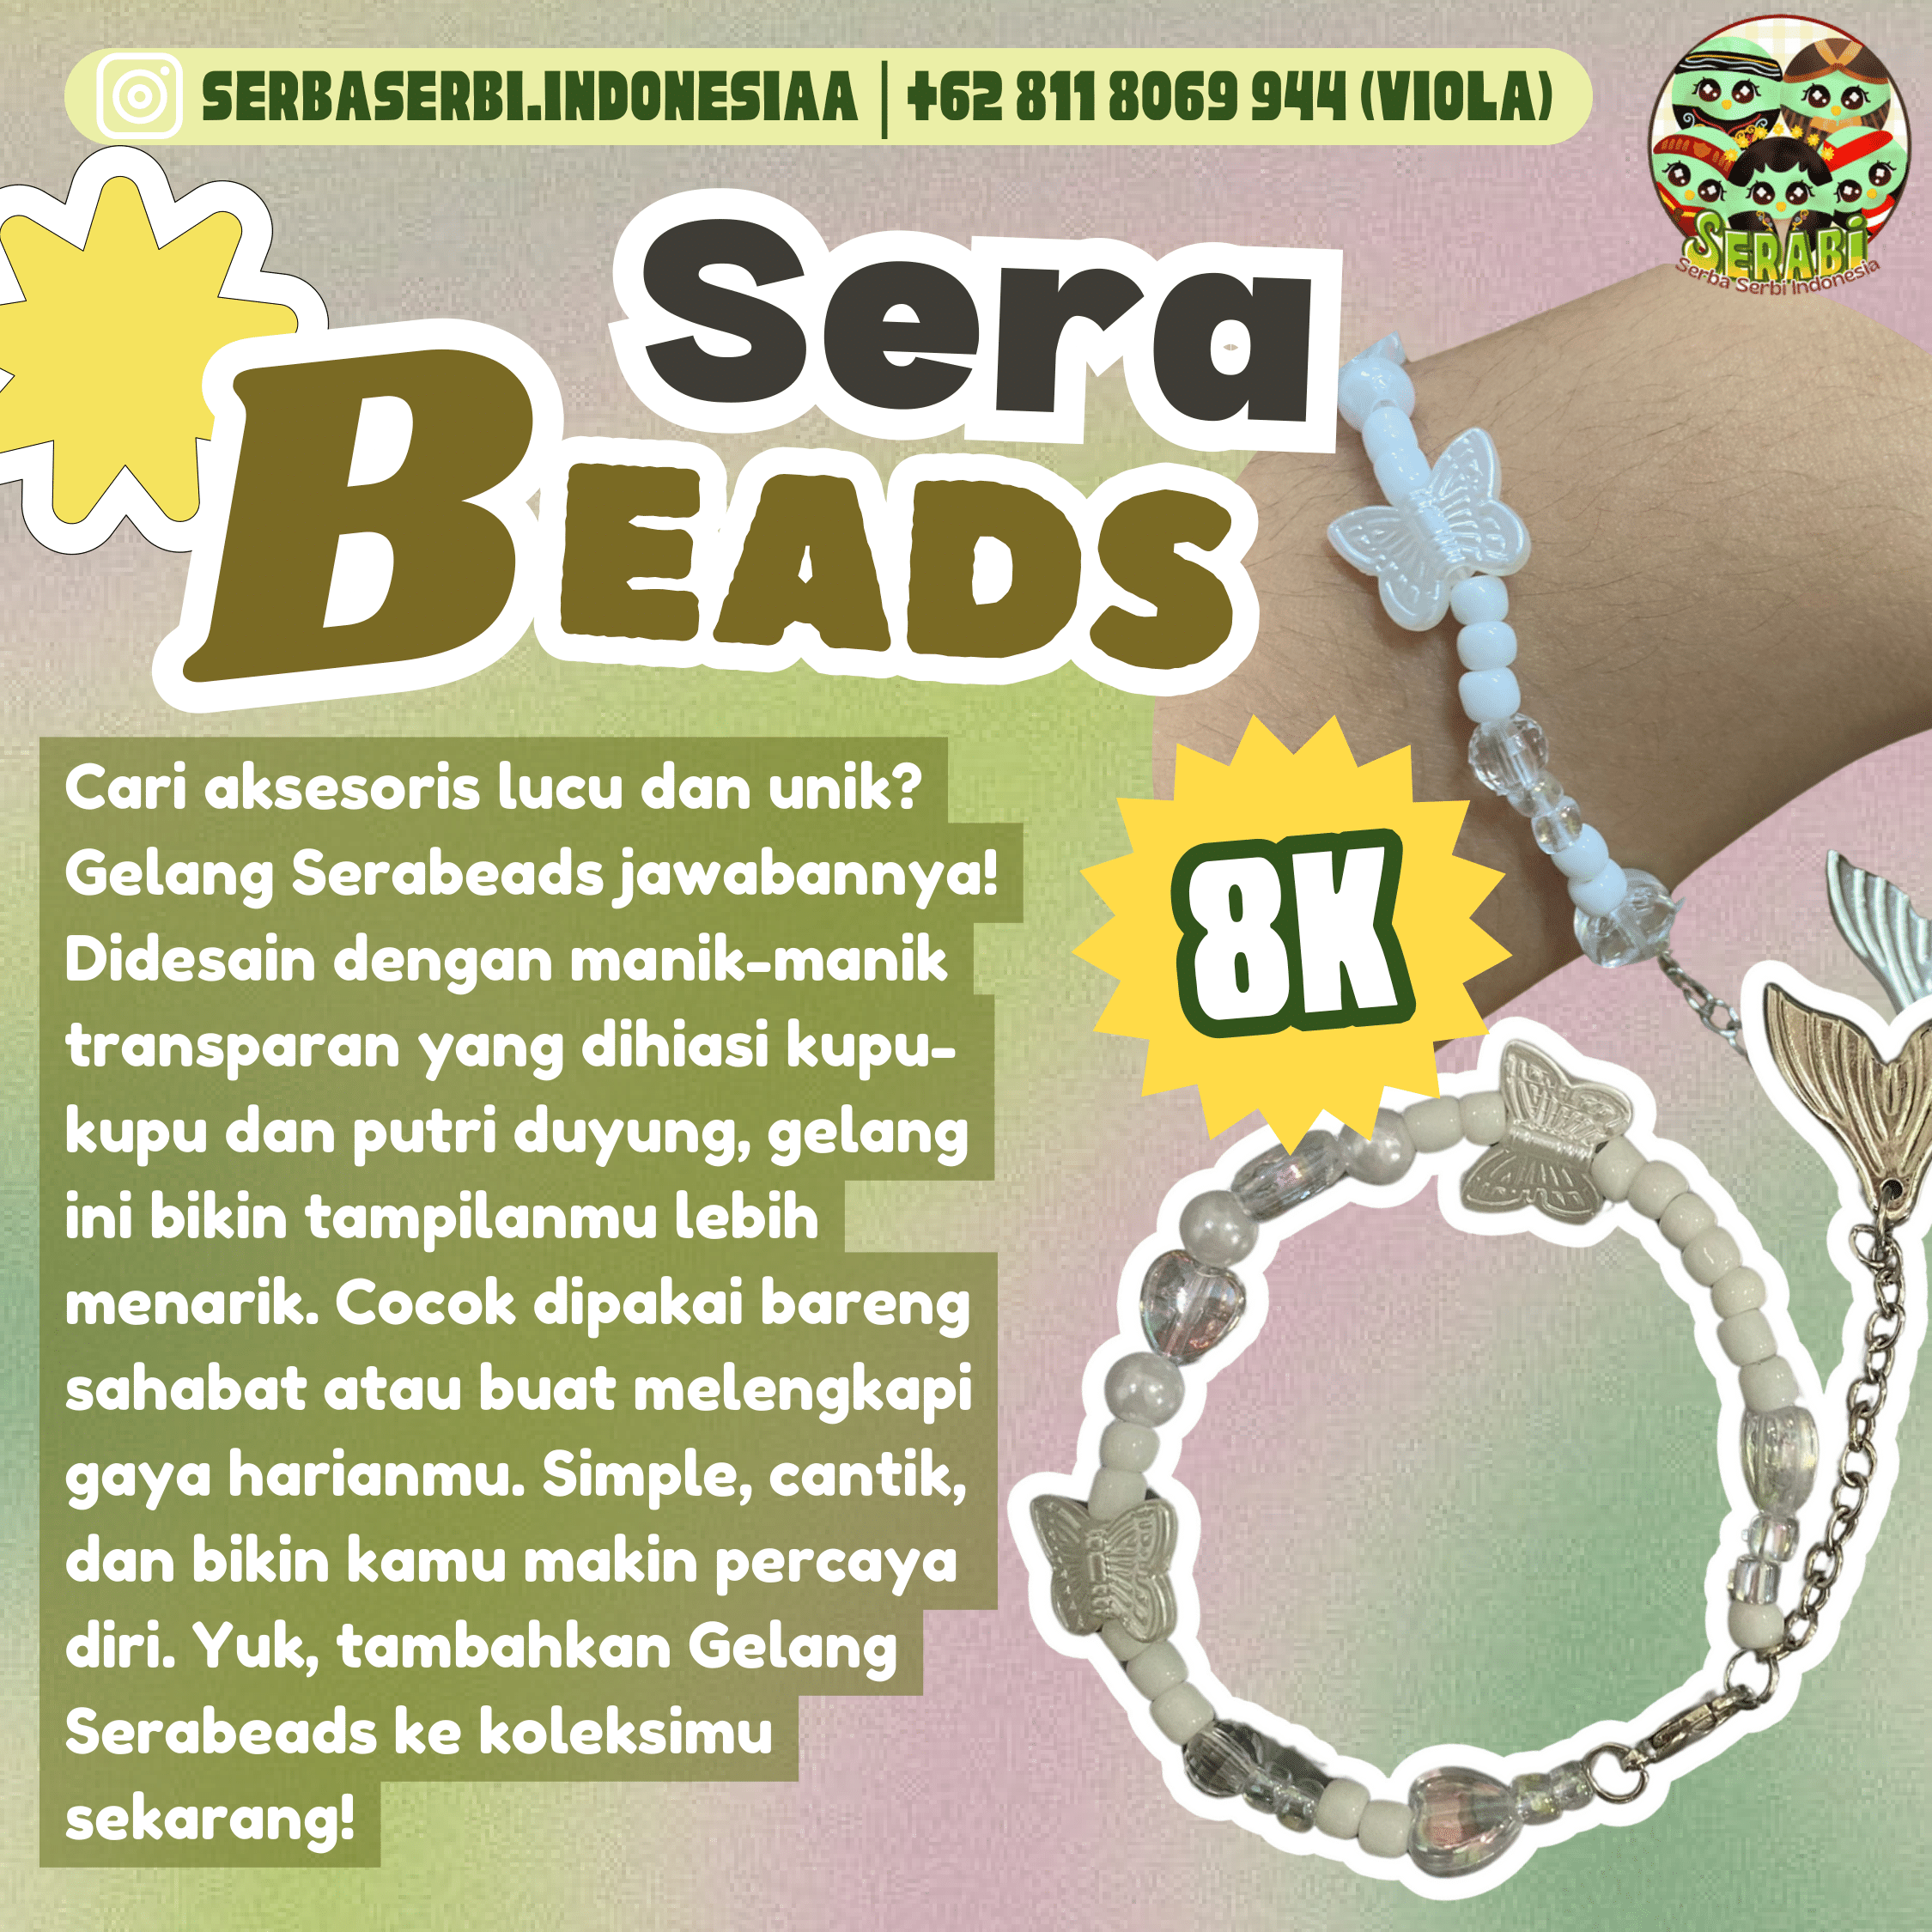 SERBASERBI.INDONESIAA | +62 811 8069 944 (VIOLA)
SERABI
Serba Serbi Indonesia
Sera
BEADS
Cari aksesoris lucu dan unik?
Gelang Serabeads jawabannya!
Didesain dengan manik-manik
transparan yang dihiasi kupu-
kupu dan putri duyung, gelang
ini bikin tampilanmu lebih
menarik. Cocok dipakai bareng
sahabat atau buat melengkapi
gaya harianmu. Simple, cantik,
dan bikin kamu makin percaya
diri. Yuk, tambahkan Gelang
Serabeads ke koleksimu
sekarang!
8K